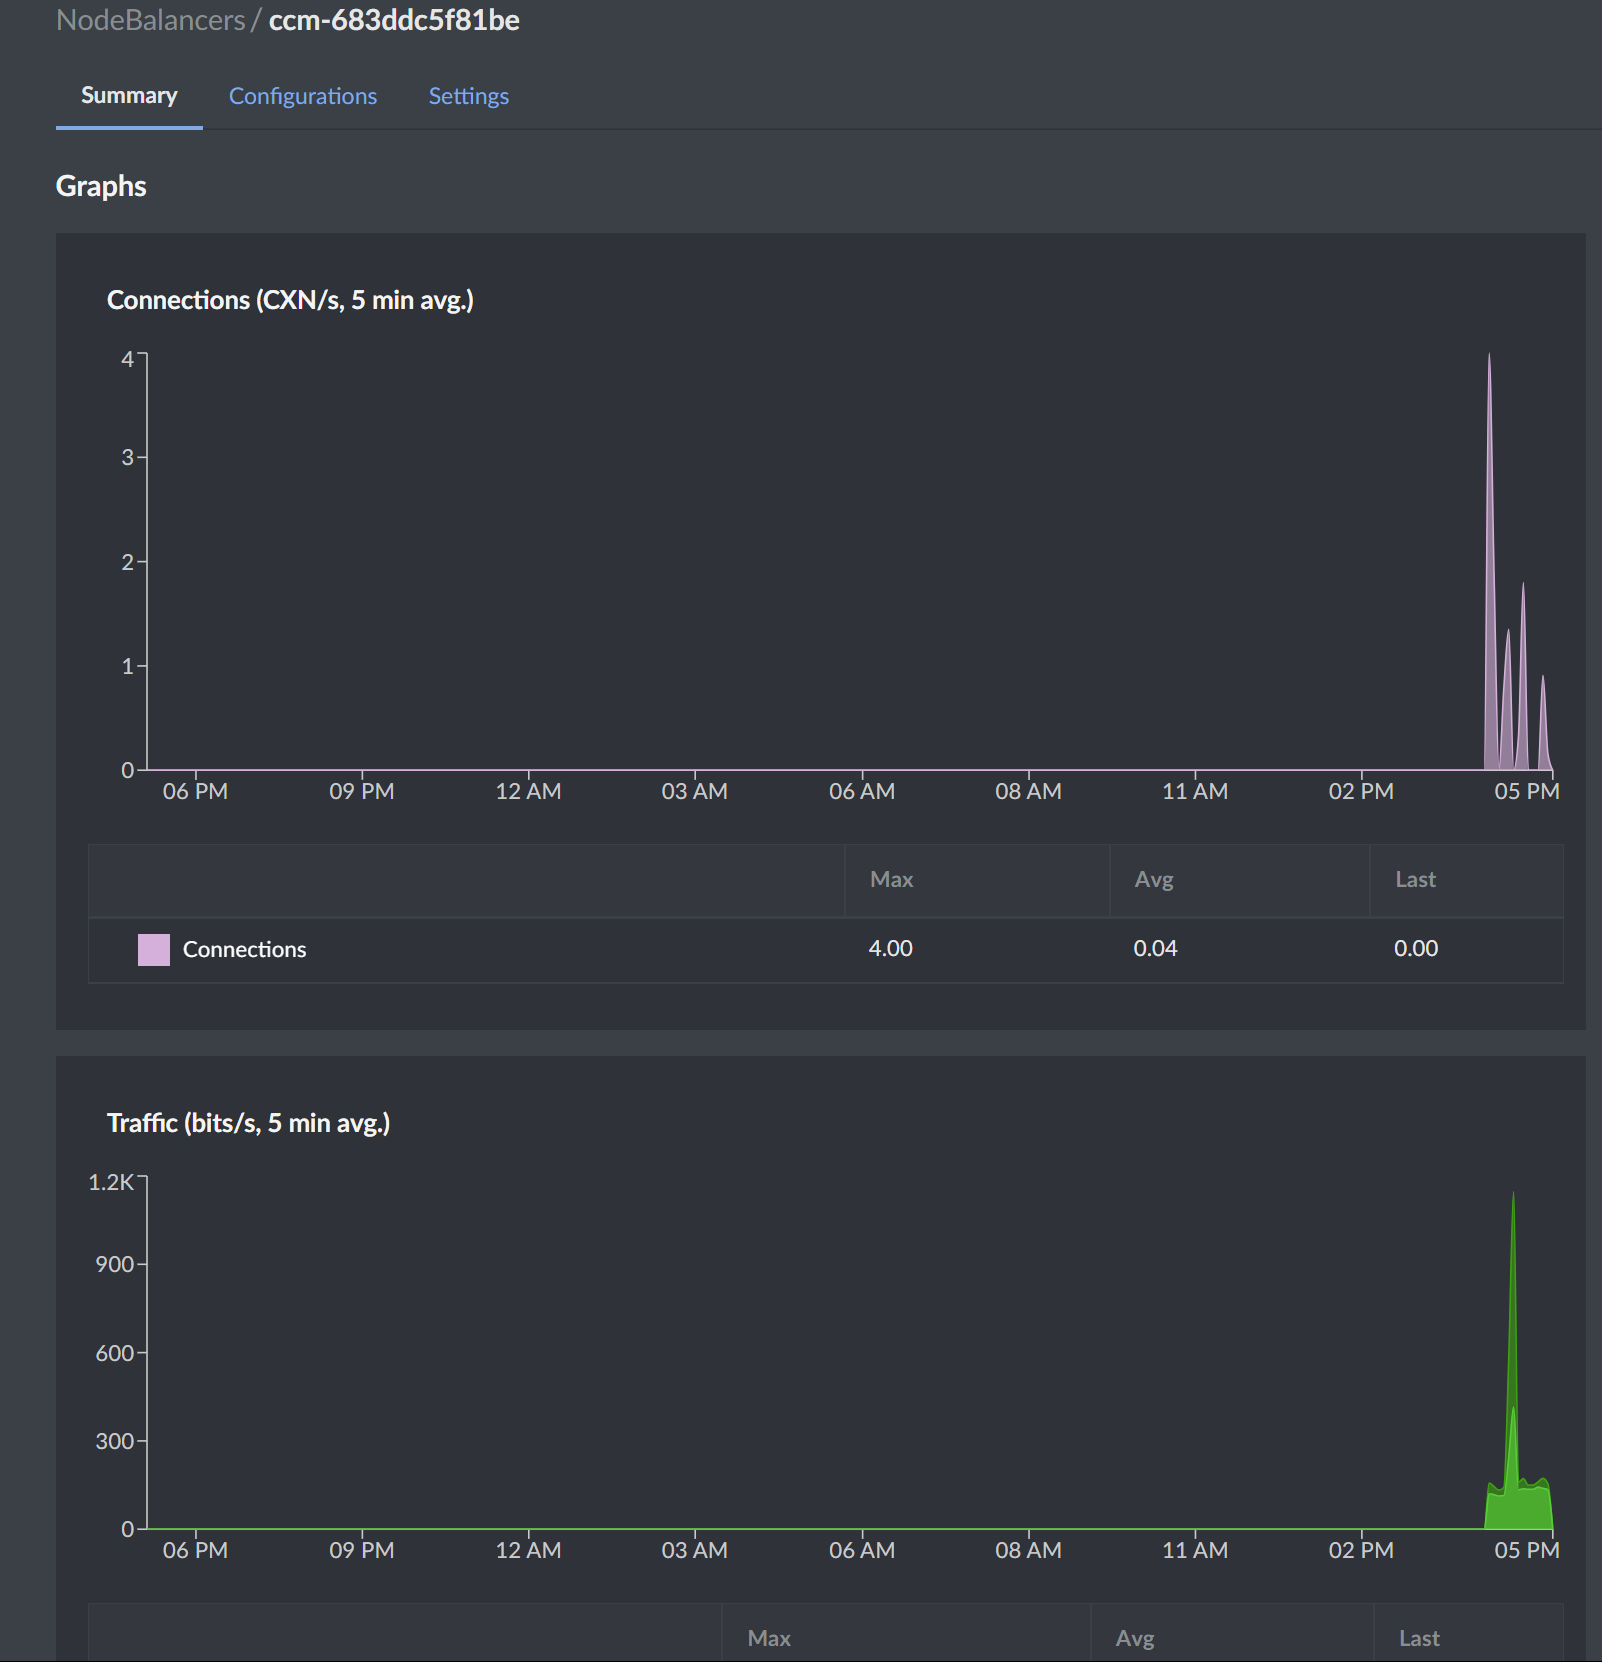 NodeBalancers / ccm-683ddc5f81be
Summary Configurations Settings
Graphs
Connections (CXN/s, 5 min avg.)
4
3
2
1
0
06 PM 09 PM 12 AM 03 AM 06 AM 08 AM 11 AM 02 PM 05 PM
Max Avg Last
Connections 4.00 0.04 0.00
Traffic (bits/s, 5 min avg.)
1.2K
900
600
300
0
06 PM 09 PM 12 AM 03 AM 06 AM 08 AM 11 AM 02 PM 05 PM
Max Avg Last